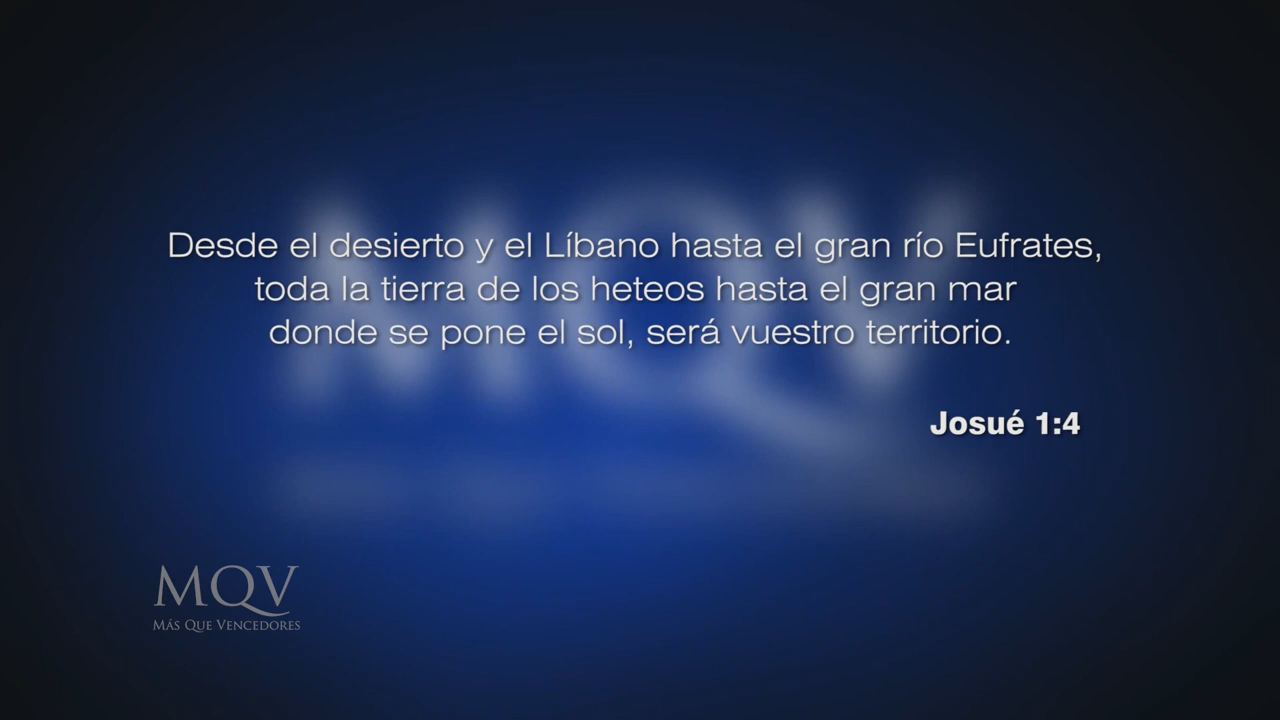 Desde el desierto y el Líbano hasta el gran río Eufrates,
toda la tierra de los heteos hasta el gran mar
donde se pone el sol, será vuestro territorio.
Josué 1:4
MQV
MÁS QUE VENCEDORES